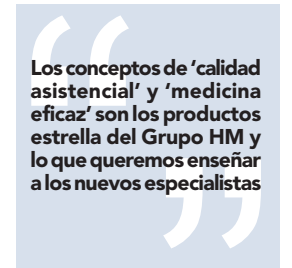 Los conceptos de ‘calidad
asistencial’ y ‘medicina
eficaz’ son los productos
estrella del Grupo HM y
lo que queremos enseñar
a los nuevos especialistas